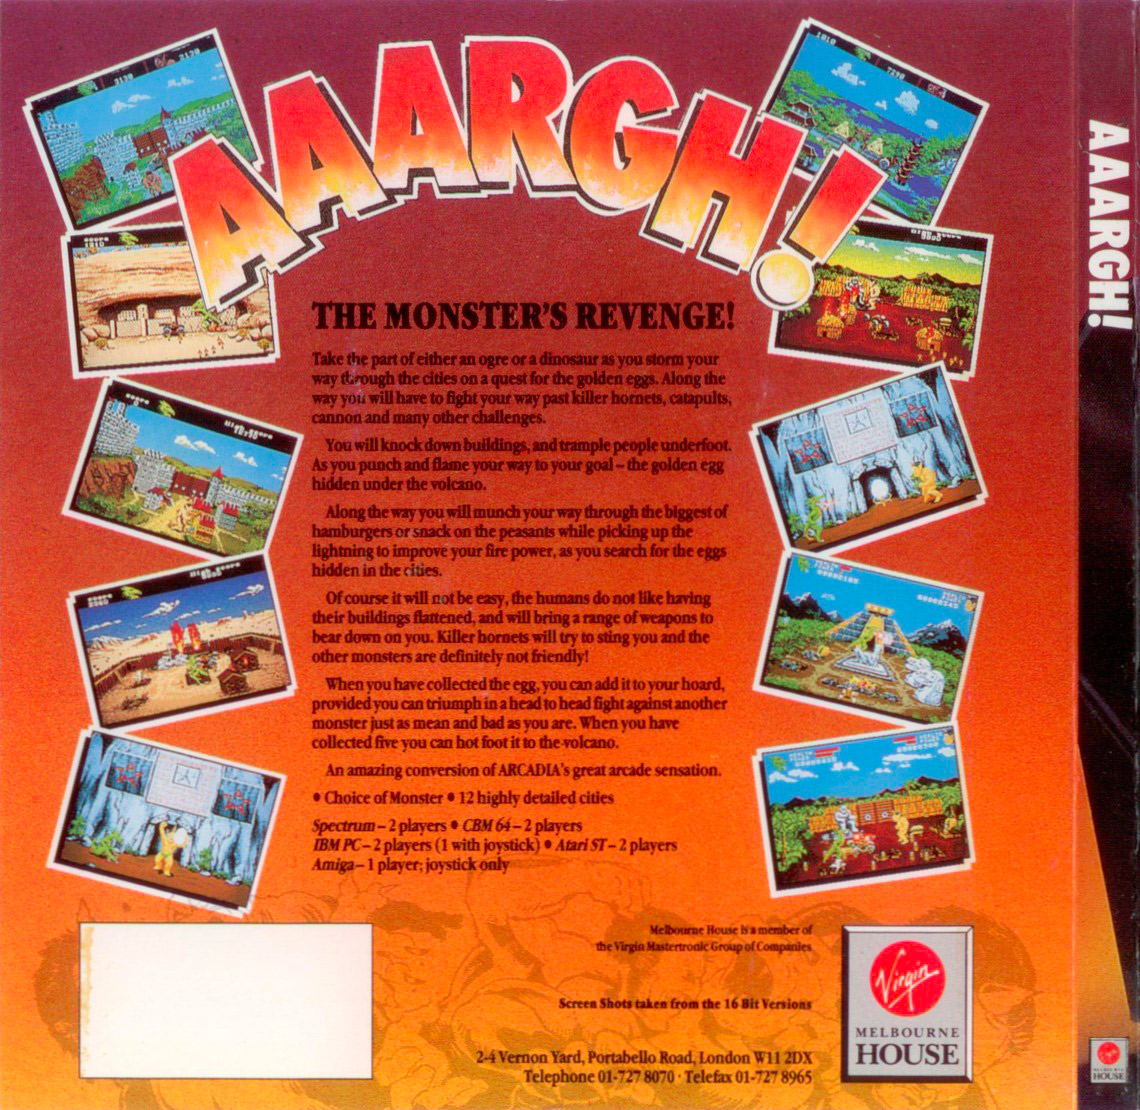 AAARGH!
THE MONSTER'S REVENGE!
Take the part of either an ogre or a dinosaur as you storm your
way through the cities on a quest for the golden eggs. Along the
way you will have to fight your way past killer hornets, catapults,
cannon and many other challenges.
You will knock down buildings, and trample people underfoot.
As you punch and flame your way to your goal – the golden egg
hidden under the volcano.
Along the way you will munch your way through the biggest of
hamburgers or snack on the peasants while picking up the
lightning to improve your fire power, as you search for the eggs
hidden in the cities.
Of course it will not be easy, the humans do not like having
their buildings flattened, and will bring a range of weapons to
bear down on you. Killer hornets will try to sting you and the
other monsters are definitely not friendly!
When you have collected the egg, you can add it to your hoard,
provided you can triumph in a head to head fight against another
monster just as mean and bad as you are. When you have
collected five you can hot foot it to the volcano.
An amazing conversion of ARCADIA's great arcade sensation.
• Choice of Monster • 12 highly detailed cities
Spectrum – 2 players • CBM 64 – 2 players
IBM PC – 2 players (1 with joystick) • Atari ST – 2 players
Amiga – 1 player; joystick only
Melbourne House is a member of
the Virgin Mastertronic Group of Companies
Screen Shots taken from the 16 Bit Versions
2-4 Vernon Yard, Portabello Road, London W11 2DX
Telephone 01-727 8070 · Telefax 01-727 8965
Virgin
MELBOURNE
HOUSE
AAARGH!
HOUSE